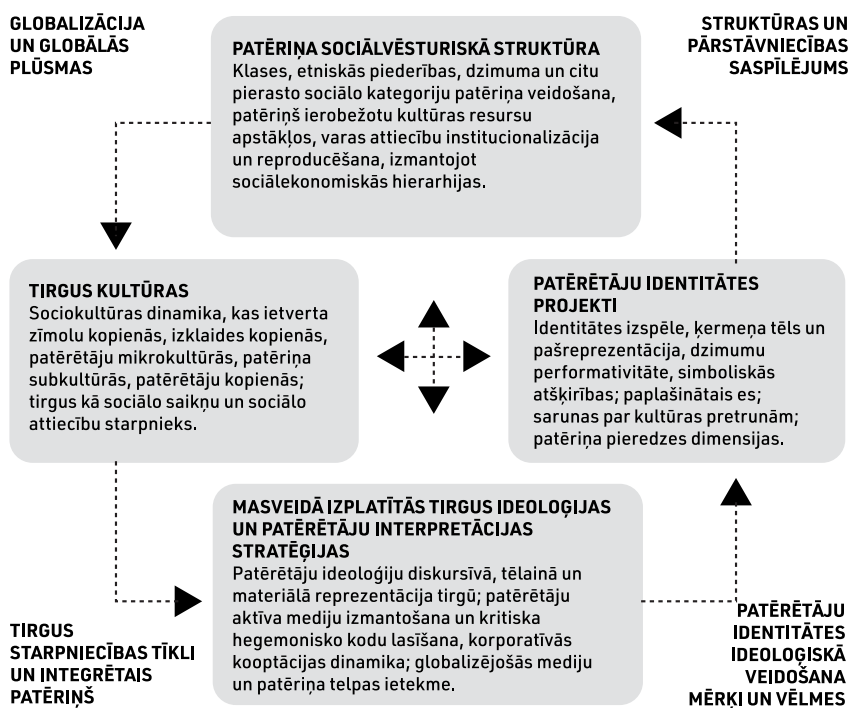 GLOBALIZĀCIJA
UN GLOBĀLĀS
PLŪSMAS
STRUKTŪRAS UN
PĀRSTĀVNIECĪBAS
SASPĪLĒJUMS
PATĒRIŅA SOCIĀLVĒSTURISKĀ STRUKTŪRA
Klases, etniskās piederības, dzimuma un citu
pierasto sociālo kategoriju patēriņa veidošana,
patēriņš ierobežotu kultūras resursu
apstākļos, varas attiecību institucionalizācija
un reproducēšana, izmantojot
sociālekonomiskās hierarhijas.
TIRGUS KULTŪRAS
Sociokultūras dinamika, kas ietverta
zīmolu kopienās, izklaides kopienās,
patērētāju mikrokultūrās, patēriņa
subkultūrās, patērētāju kopienās;
tirgus kā sociālo saikņu un sociālo
attiecību starpnieks.
PATĒRĒTĀJU IDENTITĀTES
PROJEKTI
Identitātes izspēle, ķermeņa tēls un
pašreprezentācija, dzimumu
performativitāte, simboliskās
atšķirības; paplašinātais es;
sarunas par kultūras pretrunām;
patēriņa pieredzes dimensijas.
MASVEIDĀ IZPLATĪTĀS TIRGUS IDEOLOĢIJAS
UN PATĒRĒTĀJU INTERPRETĀCIJAS
STRATĒĢIJAS
Patērētāju ideoloģiju diskursīvā, tēlainā un
materiālā reprezentācija tirgū; patērētāju
aktīva mediju izmantošana un kritiska
hegemonisko kodu lasīšana, korporatīvās
kooptācijas dinamika; globalizējošās mediju
un patēriņa telpas ietekme.
TIRGUS
STARPNIECĪBAS TĪKLI
UN INTEGRĒTAIS
PATĒRIŅŠ
PATĒRĒTĀJU
IDENTITĀTES
IDEOLOĢISKĀ
VEIDOŠANA
MĒRĶI UN VĒLMES